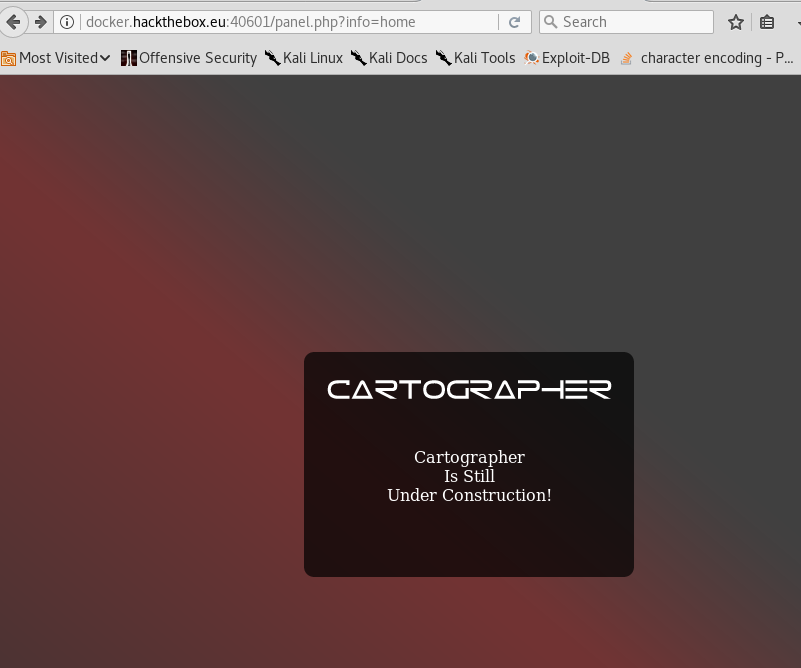 docker.hackthebox.eu:40601/panel.php?info=home
Search
Most Visited
Offensive Security
Kali Linux
Kali Docs
Kali Tools
Exploit-DB
character encoding - P...
CARTOGRAPHER
Cartographer
Is Still
Under Construction!